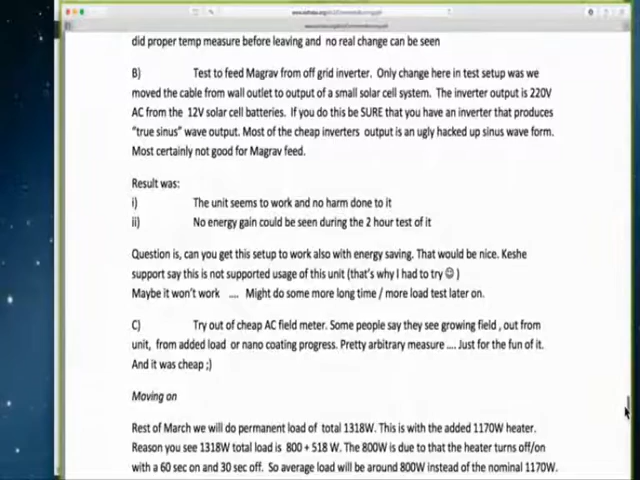 did proper temp measure before leaving and no real change can be seen
B) Test to feed Magrav from off grid inverter. Only change here in test setup was we
moved the cable from wall outlet to output of a small solar cell system. The inverter output is 220V
AC from the 12V solar cell batteries. If you do this be SURE that you have an inverter that produces
"true sinus" wave output. Most of the cheap inverters output is an ugly hacked up sinus wave form.
Most certainly not good for Magrav feed.
Result was:
i) The unit seems to work and no harm done to it
ii) No energy gain could be seen during the 2 hour test of it
Question is, can you get this setup to work also with energy saving. That would be nice. Keshe
support say this is not supported usage of this unit (that's why I had to try ☺ )
Maybe it won't work .... Might do some more long time / more load test later on.
C) Try out of cheap AC field meter. Some people say they see growing field , out from
unit, from added load or nano coating progress. Pretty arbitrary measure .... Just for the fun of it.
And it was cheap ;)
Moving on
Rest of March we will do permanent load of total 1318W. This is with the added 1170W heater.
Reason you see 1318W total load is 800 + 518 W. The 800W is due to that the heater turns off/on
with a 60 sec on and 30 sec off. So average load will be around 800W instead of the nominal 1170W.